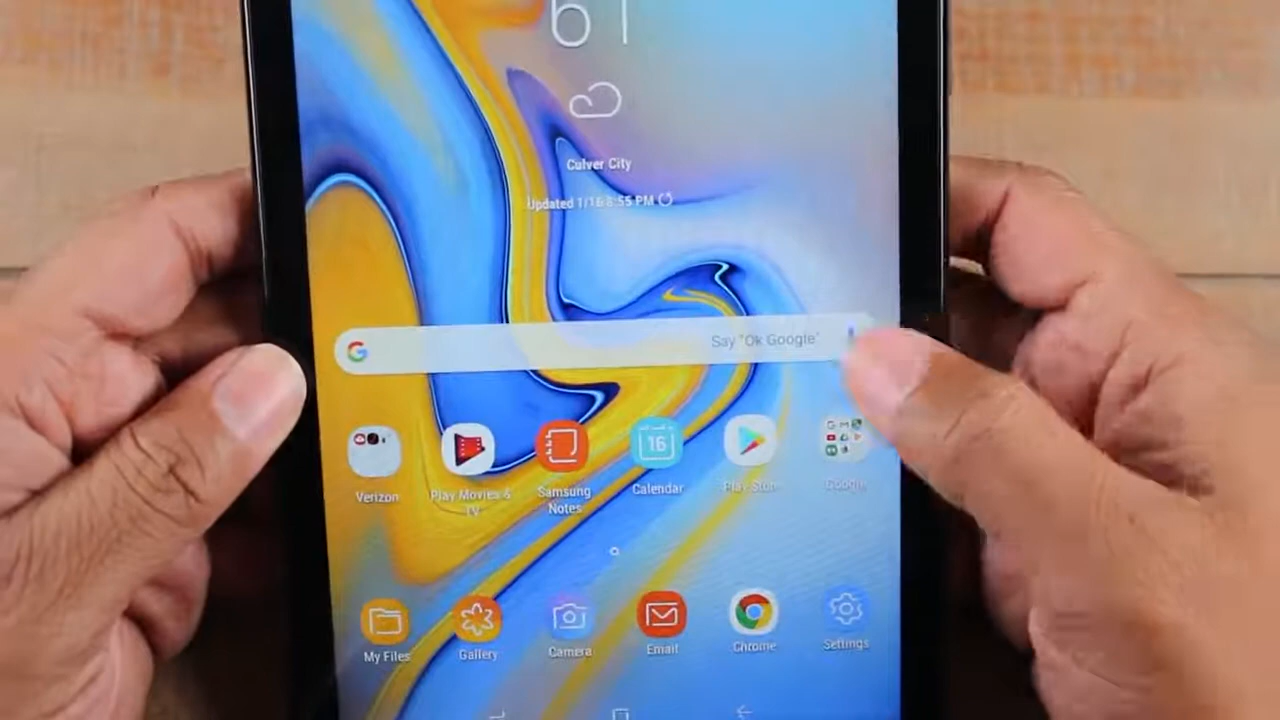 61
Culver City
Updated 1/16 8:55 PM
G
Say "Ok Google"
16
Verizon
Play Movies &
TV
Samsung
Notes
Calendar
Play Store
Google
My Files
Gallery
Camera
Email
Chrome
Settings